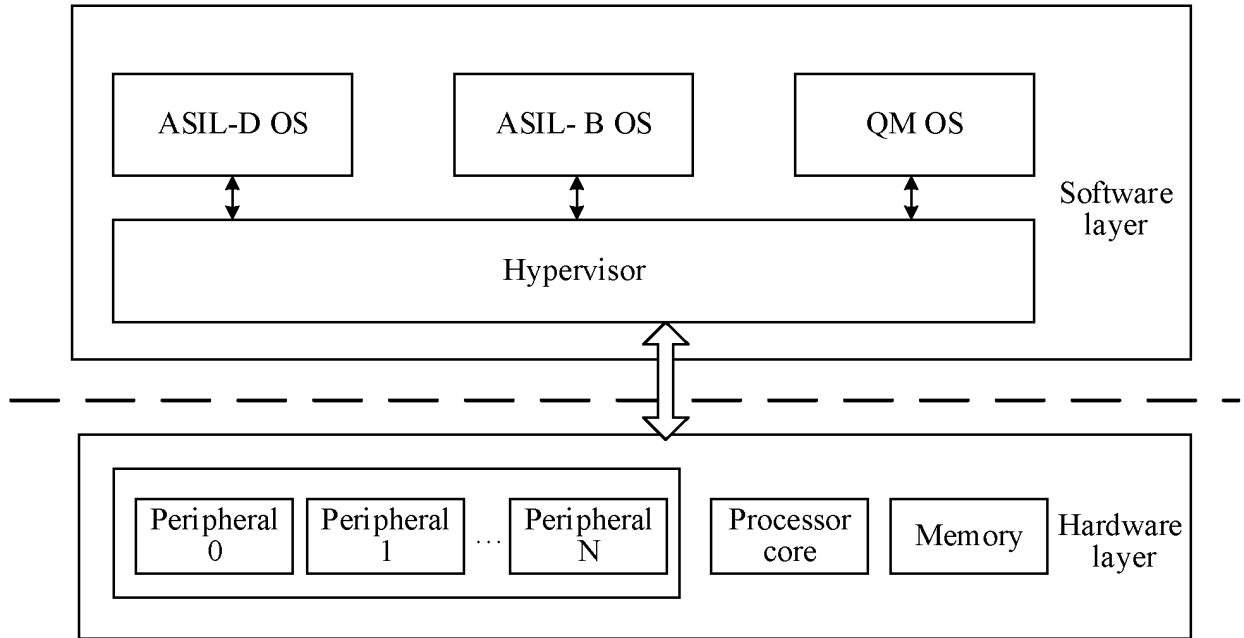 ASIL-D OS
ASIL- B OS
QM OS
Software
layer
Hypervisor
Peripheral
0
Peripheral
1
...
Peripheral
N
Processor
core
Memory
Hardware
layer